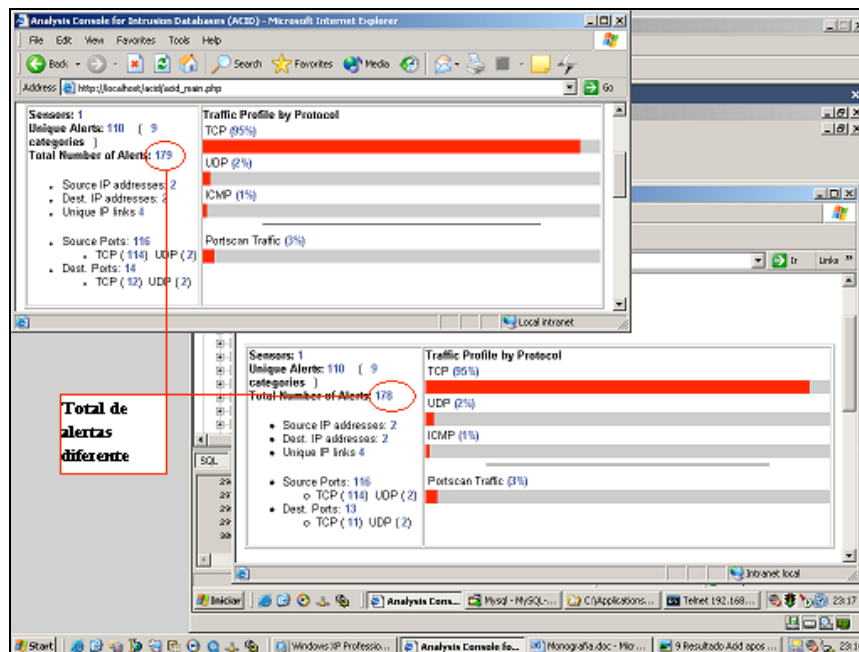 Analysis Console for Intrusion Databases (ACID) - Microsoft Internet Explorer
File Edit View Favorites Tools Help
Back Search Favorites Media
Address http://localhost/acid/acid_main.php Go
Sensors: 1
Unique Alerts: 110 ( 9
categories )
Total Number of Alerts: 179
Source IP addresses: 2
Dest. IP addresses: 2
Unique IP links 4
Source Ports: 116
TCP ( 114) UDP ( 2)
Dest. Ports: 14
TCP ( 12) UDP ( 2)
Traffic Profile by Protocol
TCP (95%)
UDP (2%)
ICMP (1%)
Portscan Traffic (3%)
Local intranet
Ir Links »
Total de
alertas
diferente
Sensors: 1
Unique Alerts: 110 ( 9
categories )
Total Number of Alerts: 178
Source IP addresses: 2
Dest. IP addresses: 2
Unique IP links 4
Source Ports: 116
TCP ( 114) UDP ( 2)
Dest. Ports: 13
TCP ( 11) UDP ( 2)
Traffic Profile by Protocol
TCP (95%)
UDP (2%)
ICMP (1%)
Portscan Traffic (3%)
SQL
Intranet local
Iniciar Analysis Cons... Mysql - MySQL-... C:\Applications... Telnet 192.168... 23:17
Start Windows XP Professio... Analysis Console fo... Monografia.doc - Micr... 9 Resultado Acid apos ...